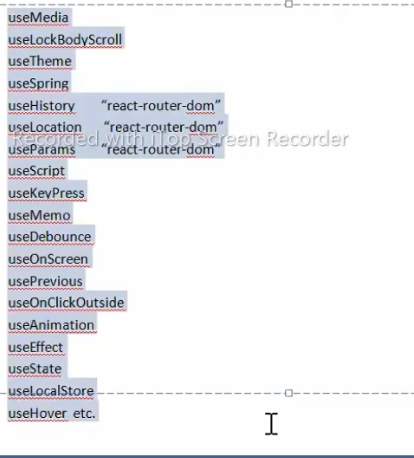 useMedia
useLockBodyScroll
useTheme
useSpring
useHistory “react-router-dom”
useLocation “react-router-dom”
Recorded with iTop Screen Recorder
useParams “react-router-dom”
useScript
useKeyPress
useMemo
useDebounce
useOnScreen
usePrevious
useOnClickOutside
useAnimation
useEffect
useState
useLocalStore
useHover etc.